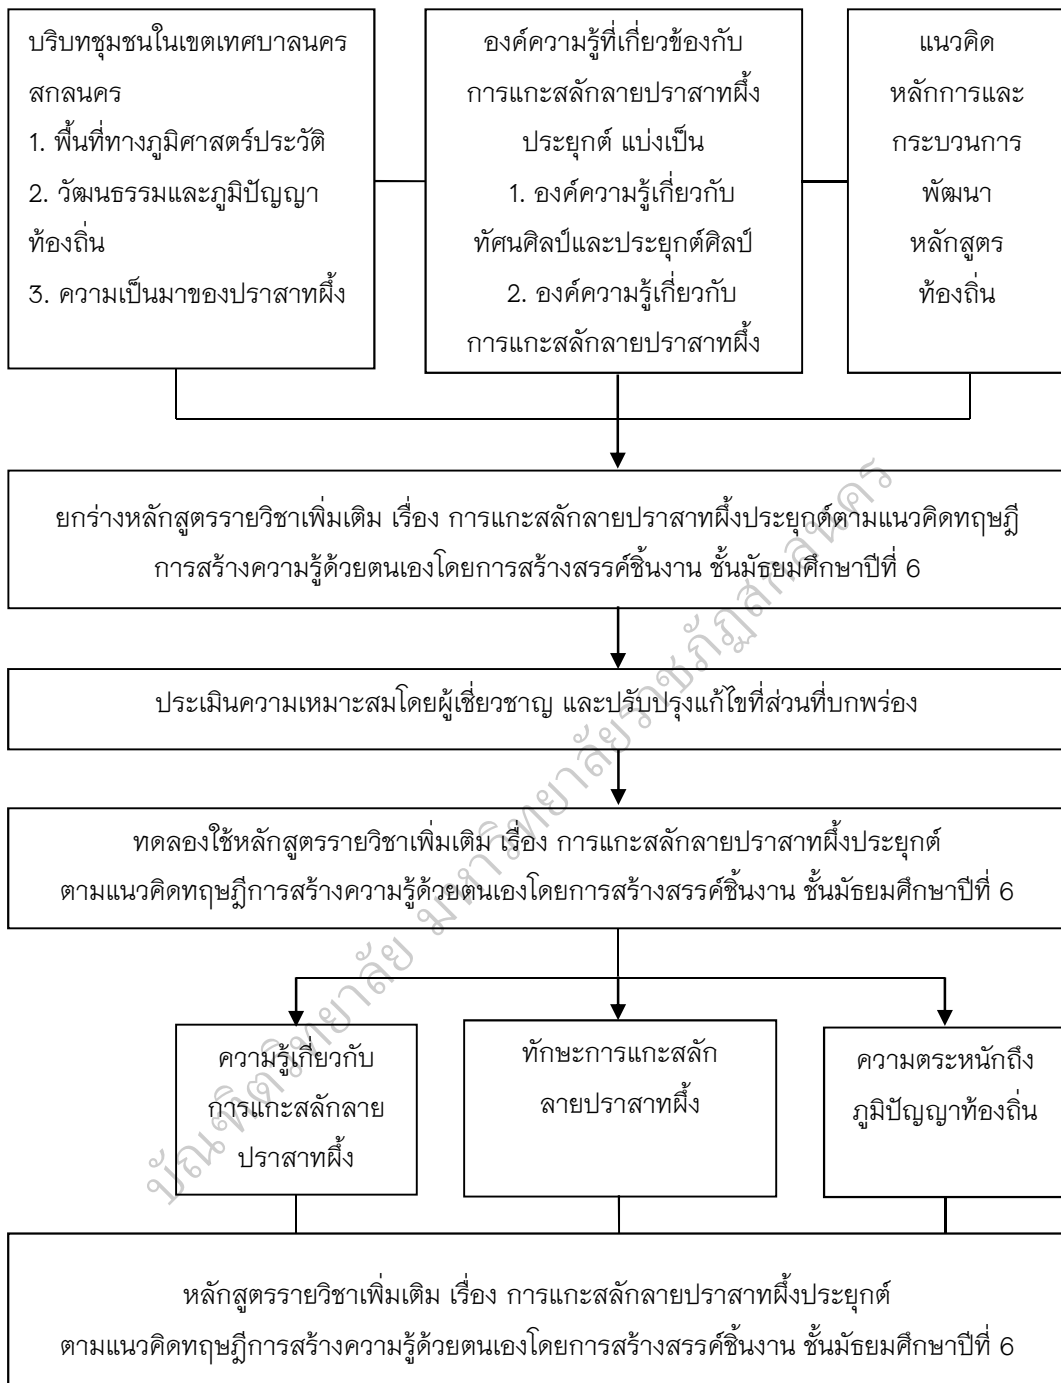 บริบทชุมชนในเขตเทศบาลนคร
สกลนคร
1. พื้นที่ทางภูมิศาสตร์ประวัติ
2. วัฒนธรรมและภูมิปัญญา
ท้องถิ่น
3. ความเป็นมาของปราสาทผึ้ง
องค์ความรู้ที่เกี่ยวข้องกับ
การแกะสลักลายปราสาทผึ้ง
ประยุกต์ แบ่งเป็น
1. องค์ความรู้เกี่ยวกับ
ทัศนศิลป์และประยุกต์ศิลป์
2. องค์ความรู้เกี่ยวกับ
การแกะสลักลายปราสาทผึ้ง
แนวคิด
หลักการและ
กระบวนการ
พัฒนา
หลักสูตร
ท้องถิ่น
ยกร่างหลักสูตรรายวิชาเพิ่มเติม เรื่อง การแกะสลักลายปราสาทผึ้งประยุกต์ตามแนวคิดทฤษฎี
การสร้างความรู้ด้วยตนเองโดยการสร้างสรรค์ชิ้นงาน ชั้นมัธยมศึกษาปีที่ 6
ประเมินความเหมาะสมโดยผู้เชี่ยวชาญ และปรับปรุงแก้ไขที่ส่วนที่บกพร่อง
ทดลองใช้หลักสูตรรายวิชาเพิ่มเติม เรื่อง การแกะสลักลายปราสาทผึ้งประยุกต์
ตามแนวคิดทฤษฎีการสร้างความรู้ด้วยตนเองโดยการสร้างสรรค์ชิ้นงาน ชั้นมัธยมศึกษาปีที่ 6
ความรู้เกี่ยวกับ
การแกะสลักลาย
ปราสาทผึ้ง
ทักษะการแกะสลัก
ลายปราสาทผึ้ง
ความตระหนักถึง
ภูมิปัญญาท้องถิ่น
หลักสูตรรายวิชาเพิ่มเติม เรื่อง การแกะสลักลายปราสาทผึ้งประยุกต์
ตามแนวคิดทฤษฎีการสร้างความรู้ด้วยตนเองโดยการสร้างสรรค์ชิ้นงาน ชั้นมัธยมศึกษาปีที่ 6
บัณฑิตวิทยาลัย มหาวิทยาลัยราชภัฏสกลนคร